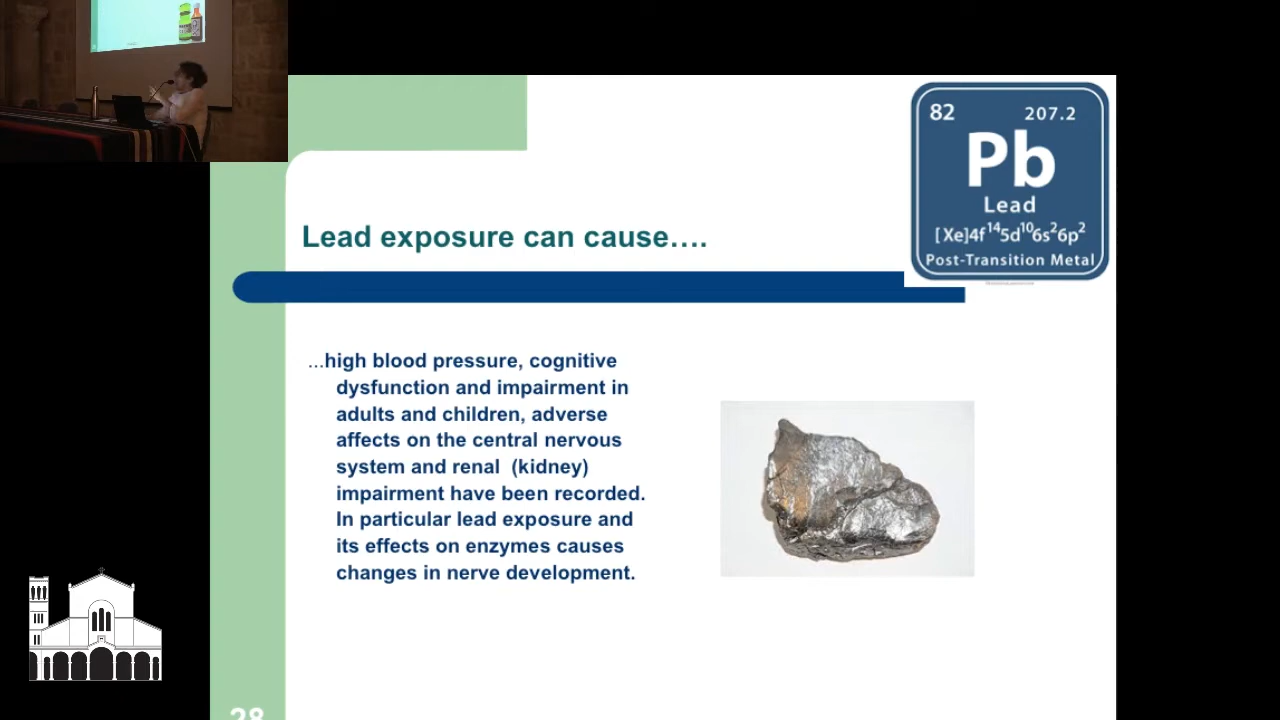 82 207.2
Pb
Lead
[Xe]4f145d106s26p2
Post-Transition Metal
Lead exposure can cause….
...high blood pressure, cognitive
dysfunction and impairment in
adults and children, adverse
affects on the central nervous
system and renal (kidney)
impairment have been recorded.
In particular lead exposure and
its effects on enzymes causes
changes in nerve development.
28